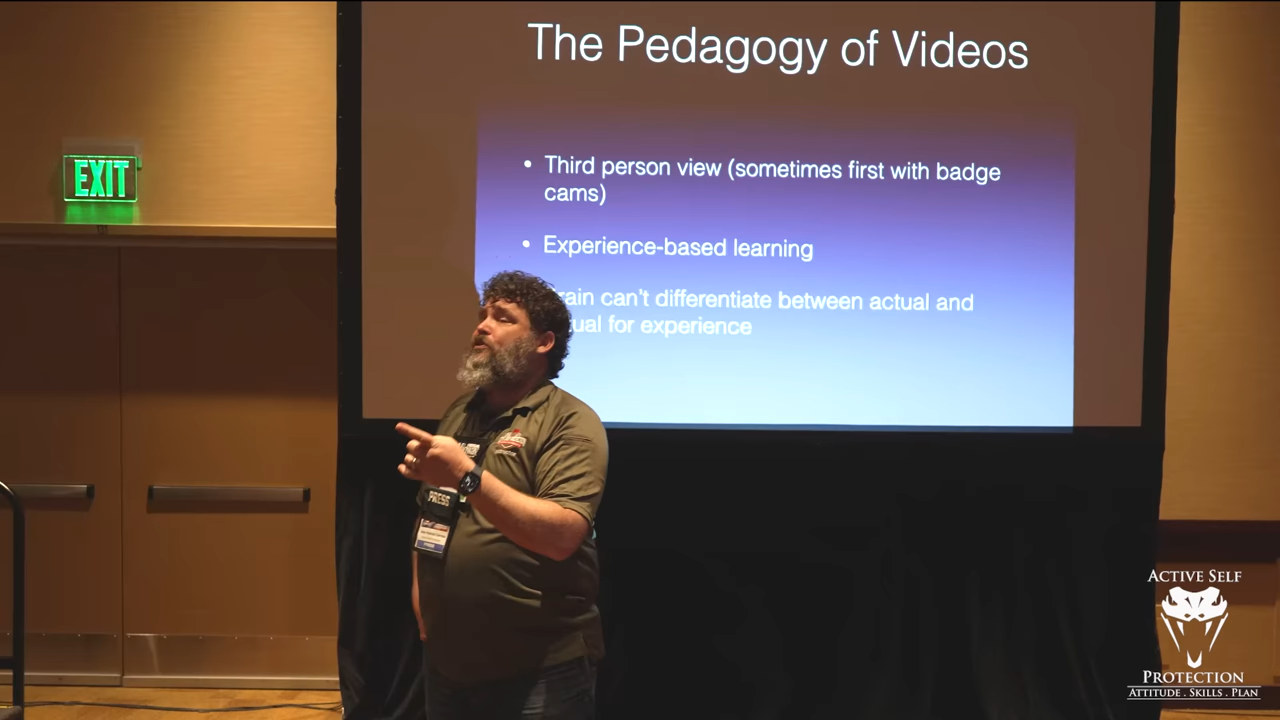 The Pedagogy of Videos
EXIT
• Third person view (sometimes first with badge
cams)
• Experience-based learning
can't differentiate between actual and
for experience
PRESS
ACTIVE SELF
PROTECTION
ATTITUDE . SKILLS . PLAN